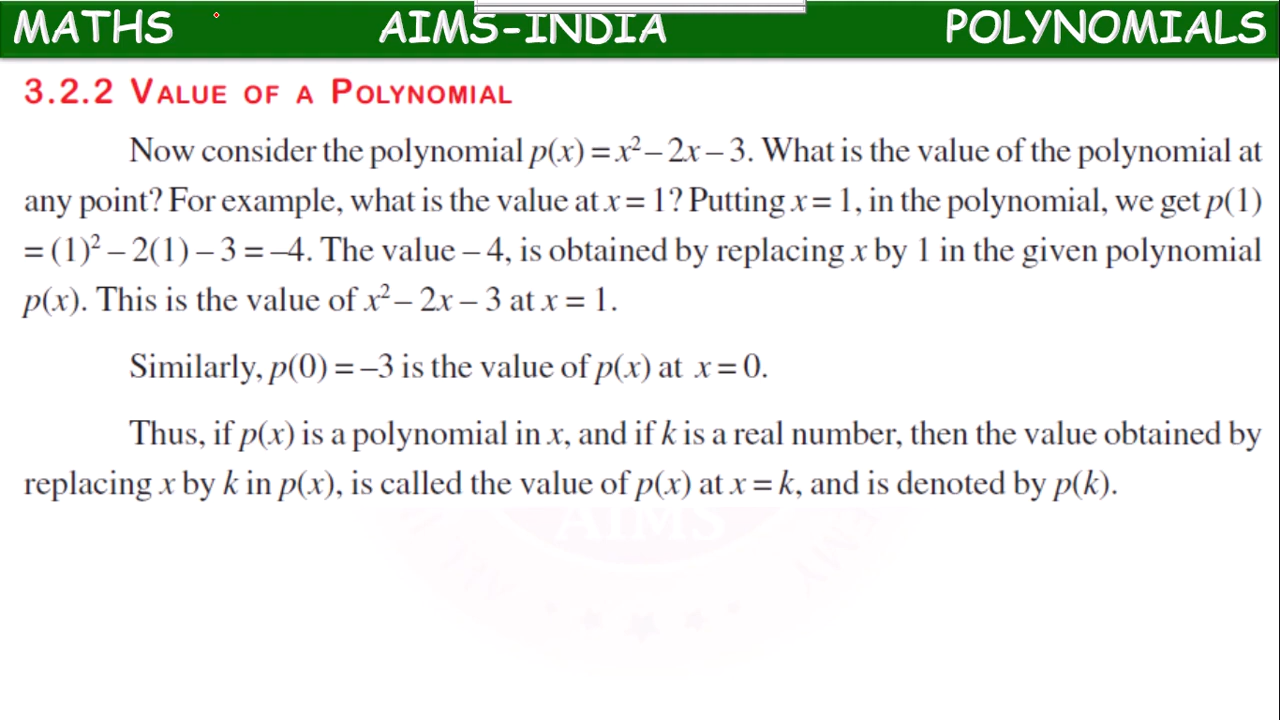 MATHS AIMS-INDIA POLYNOMIALS
3.2.2 VALUE OF A POLYNOMIAL
Now consider the polynomial p(x) = x² – 2x – 3. What is the value of the polynomial at
any point? For example, what is the value at x = 1? Putting x = 1, in the polynomial, we get p(1)
= (1)² – 2(1) – 3 = –4. The value – 4, is obtained by replacing x by 1 in the given polynomial
p(x). This is the value of x² – 2x – 3 at x = 1.
Similarly, p(0) = –3 is the value of p(x) at x = 0.
Thus, if p(x) is a polynomial in x, and if k is a real number, then the value obtained by
replacing x by k in p(x), is called the value of p(x) at x = k, and is denoted by p(k).
AIMS